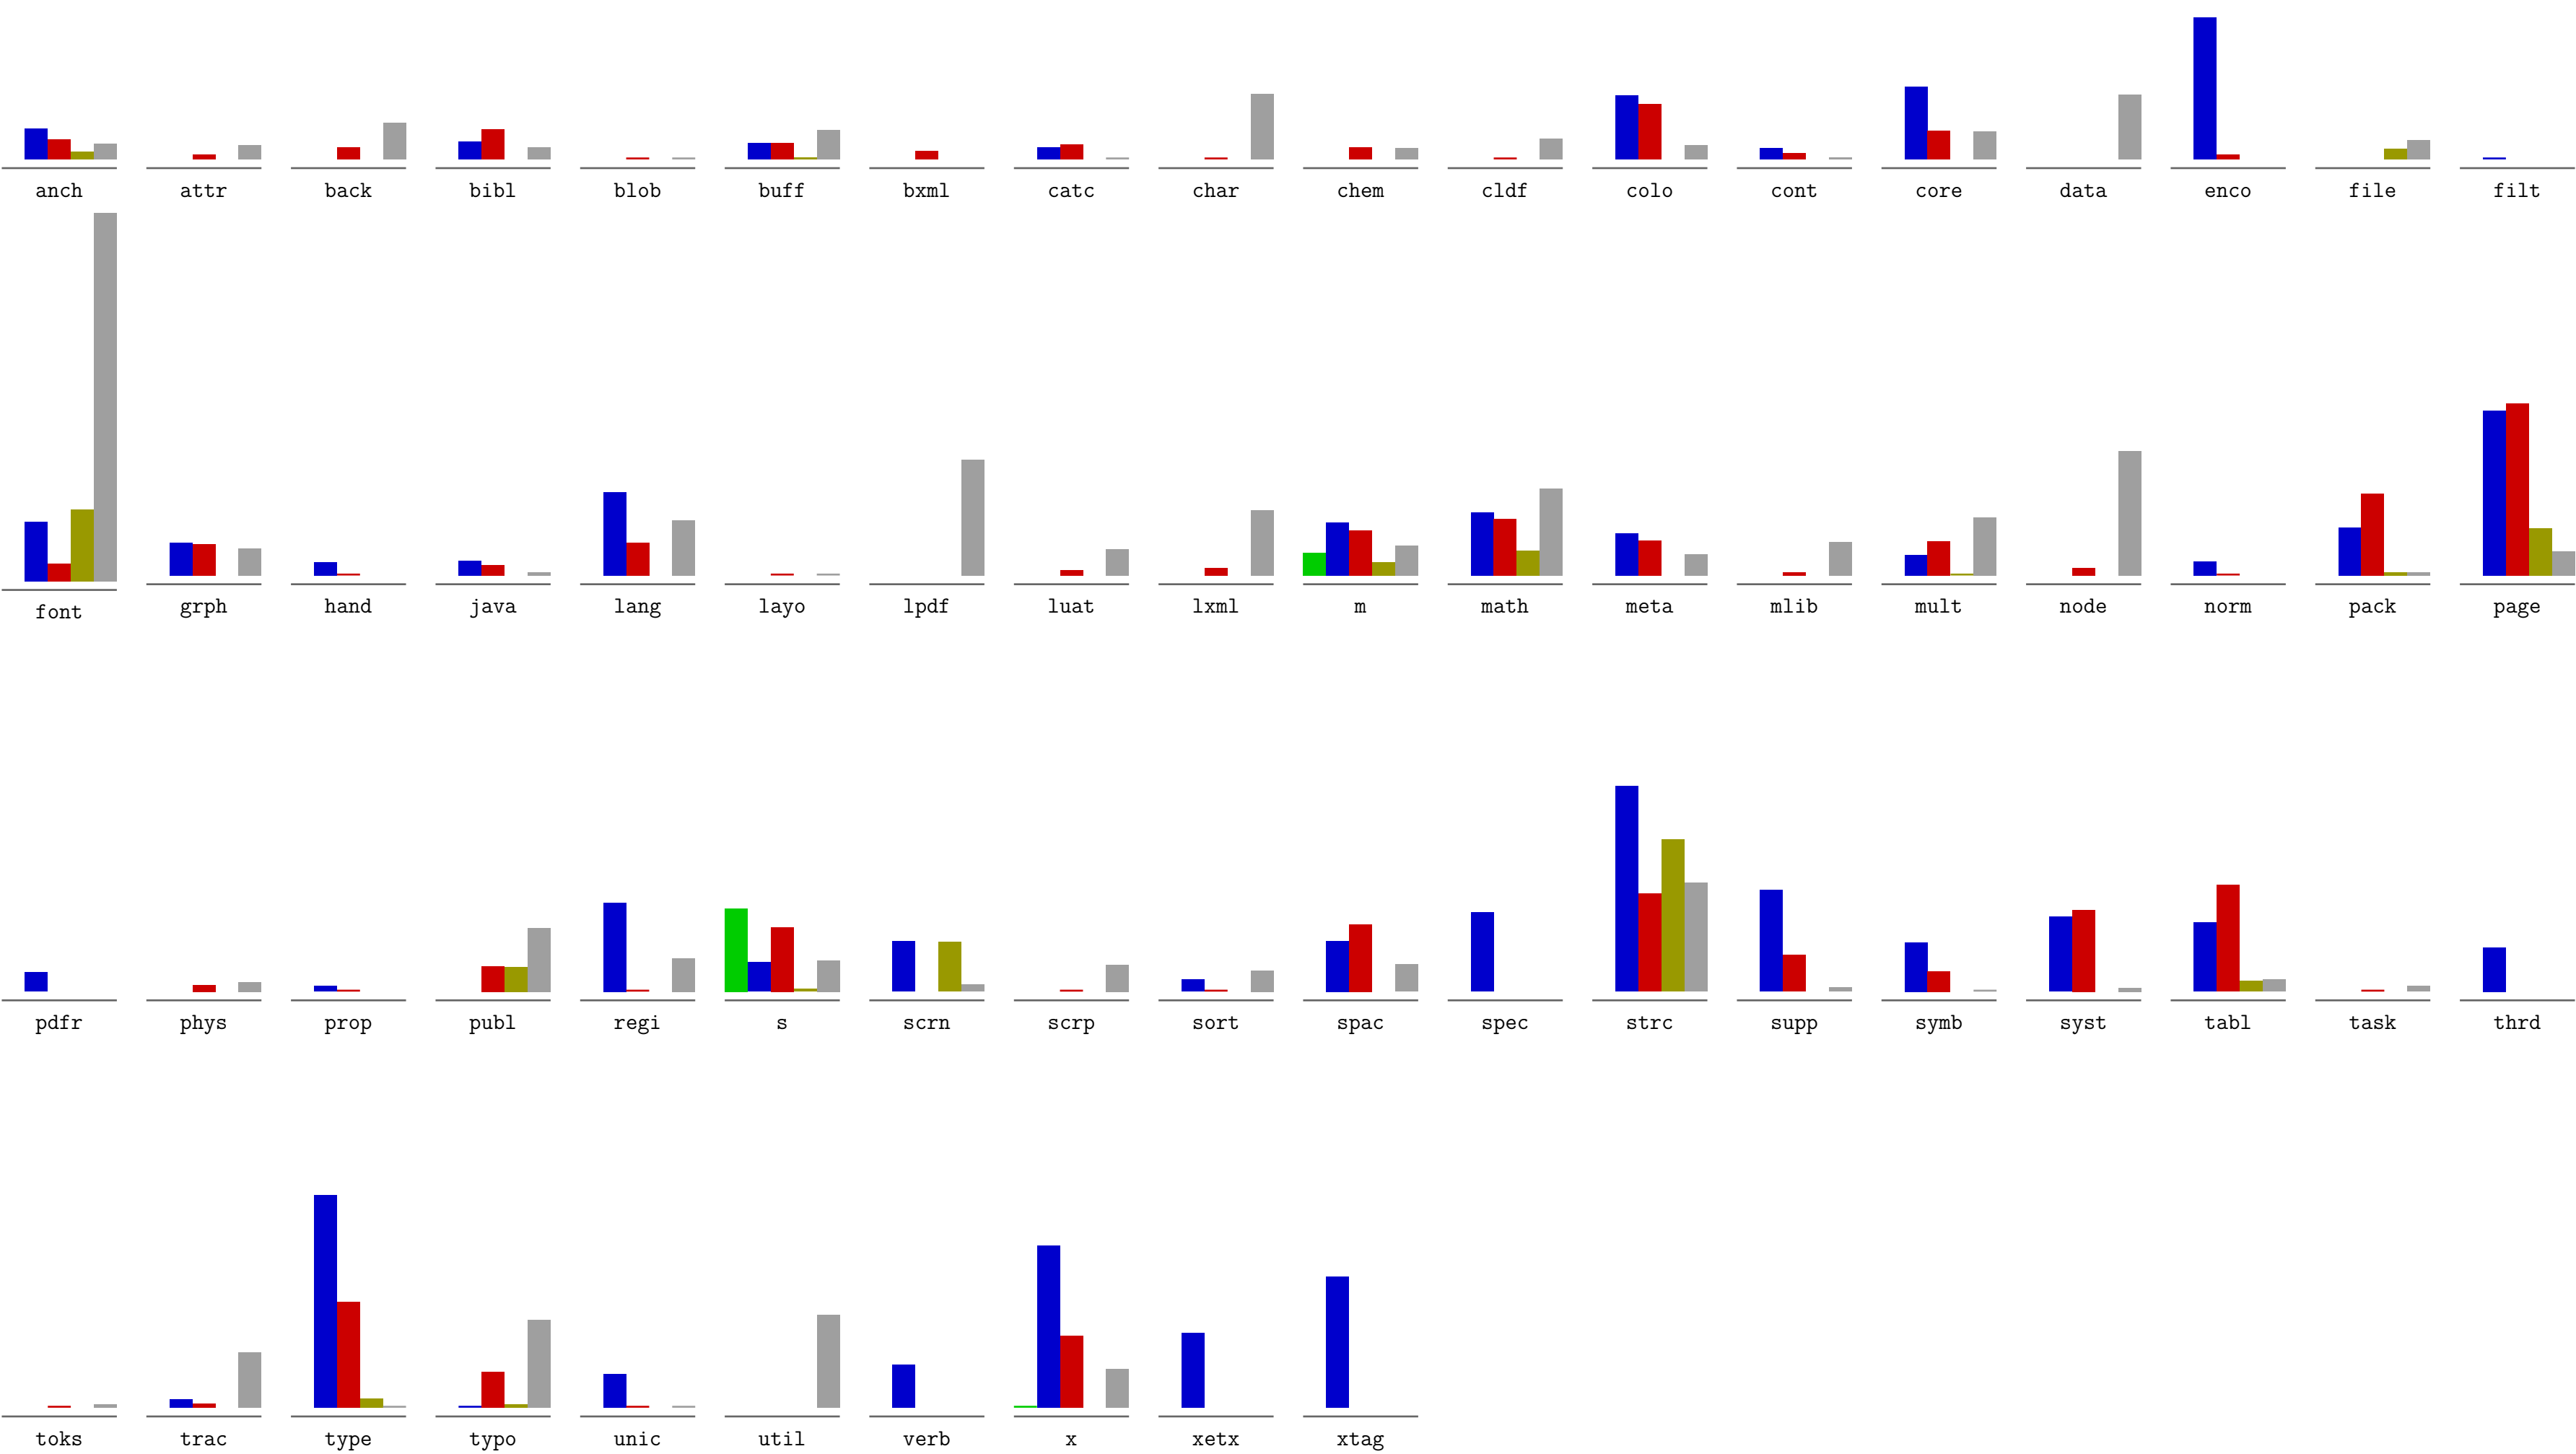 anch attr back bibl blob buff bxml catc char chem cldf colo cont core data enco file filt
font grph hand java lang layo lpdf luat lxml m math meta mlib mult node norm pack page
pdfr phys prop publ regi s scrn scrp sort spac spec strc supp symb syst tabl task thrd
toks trac type typo unic util verb x xetx xtag